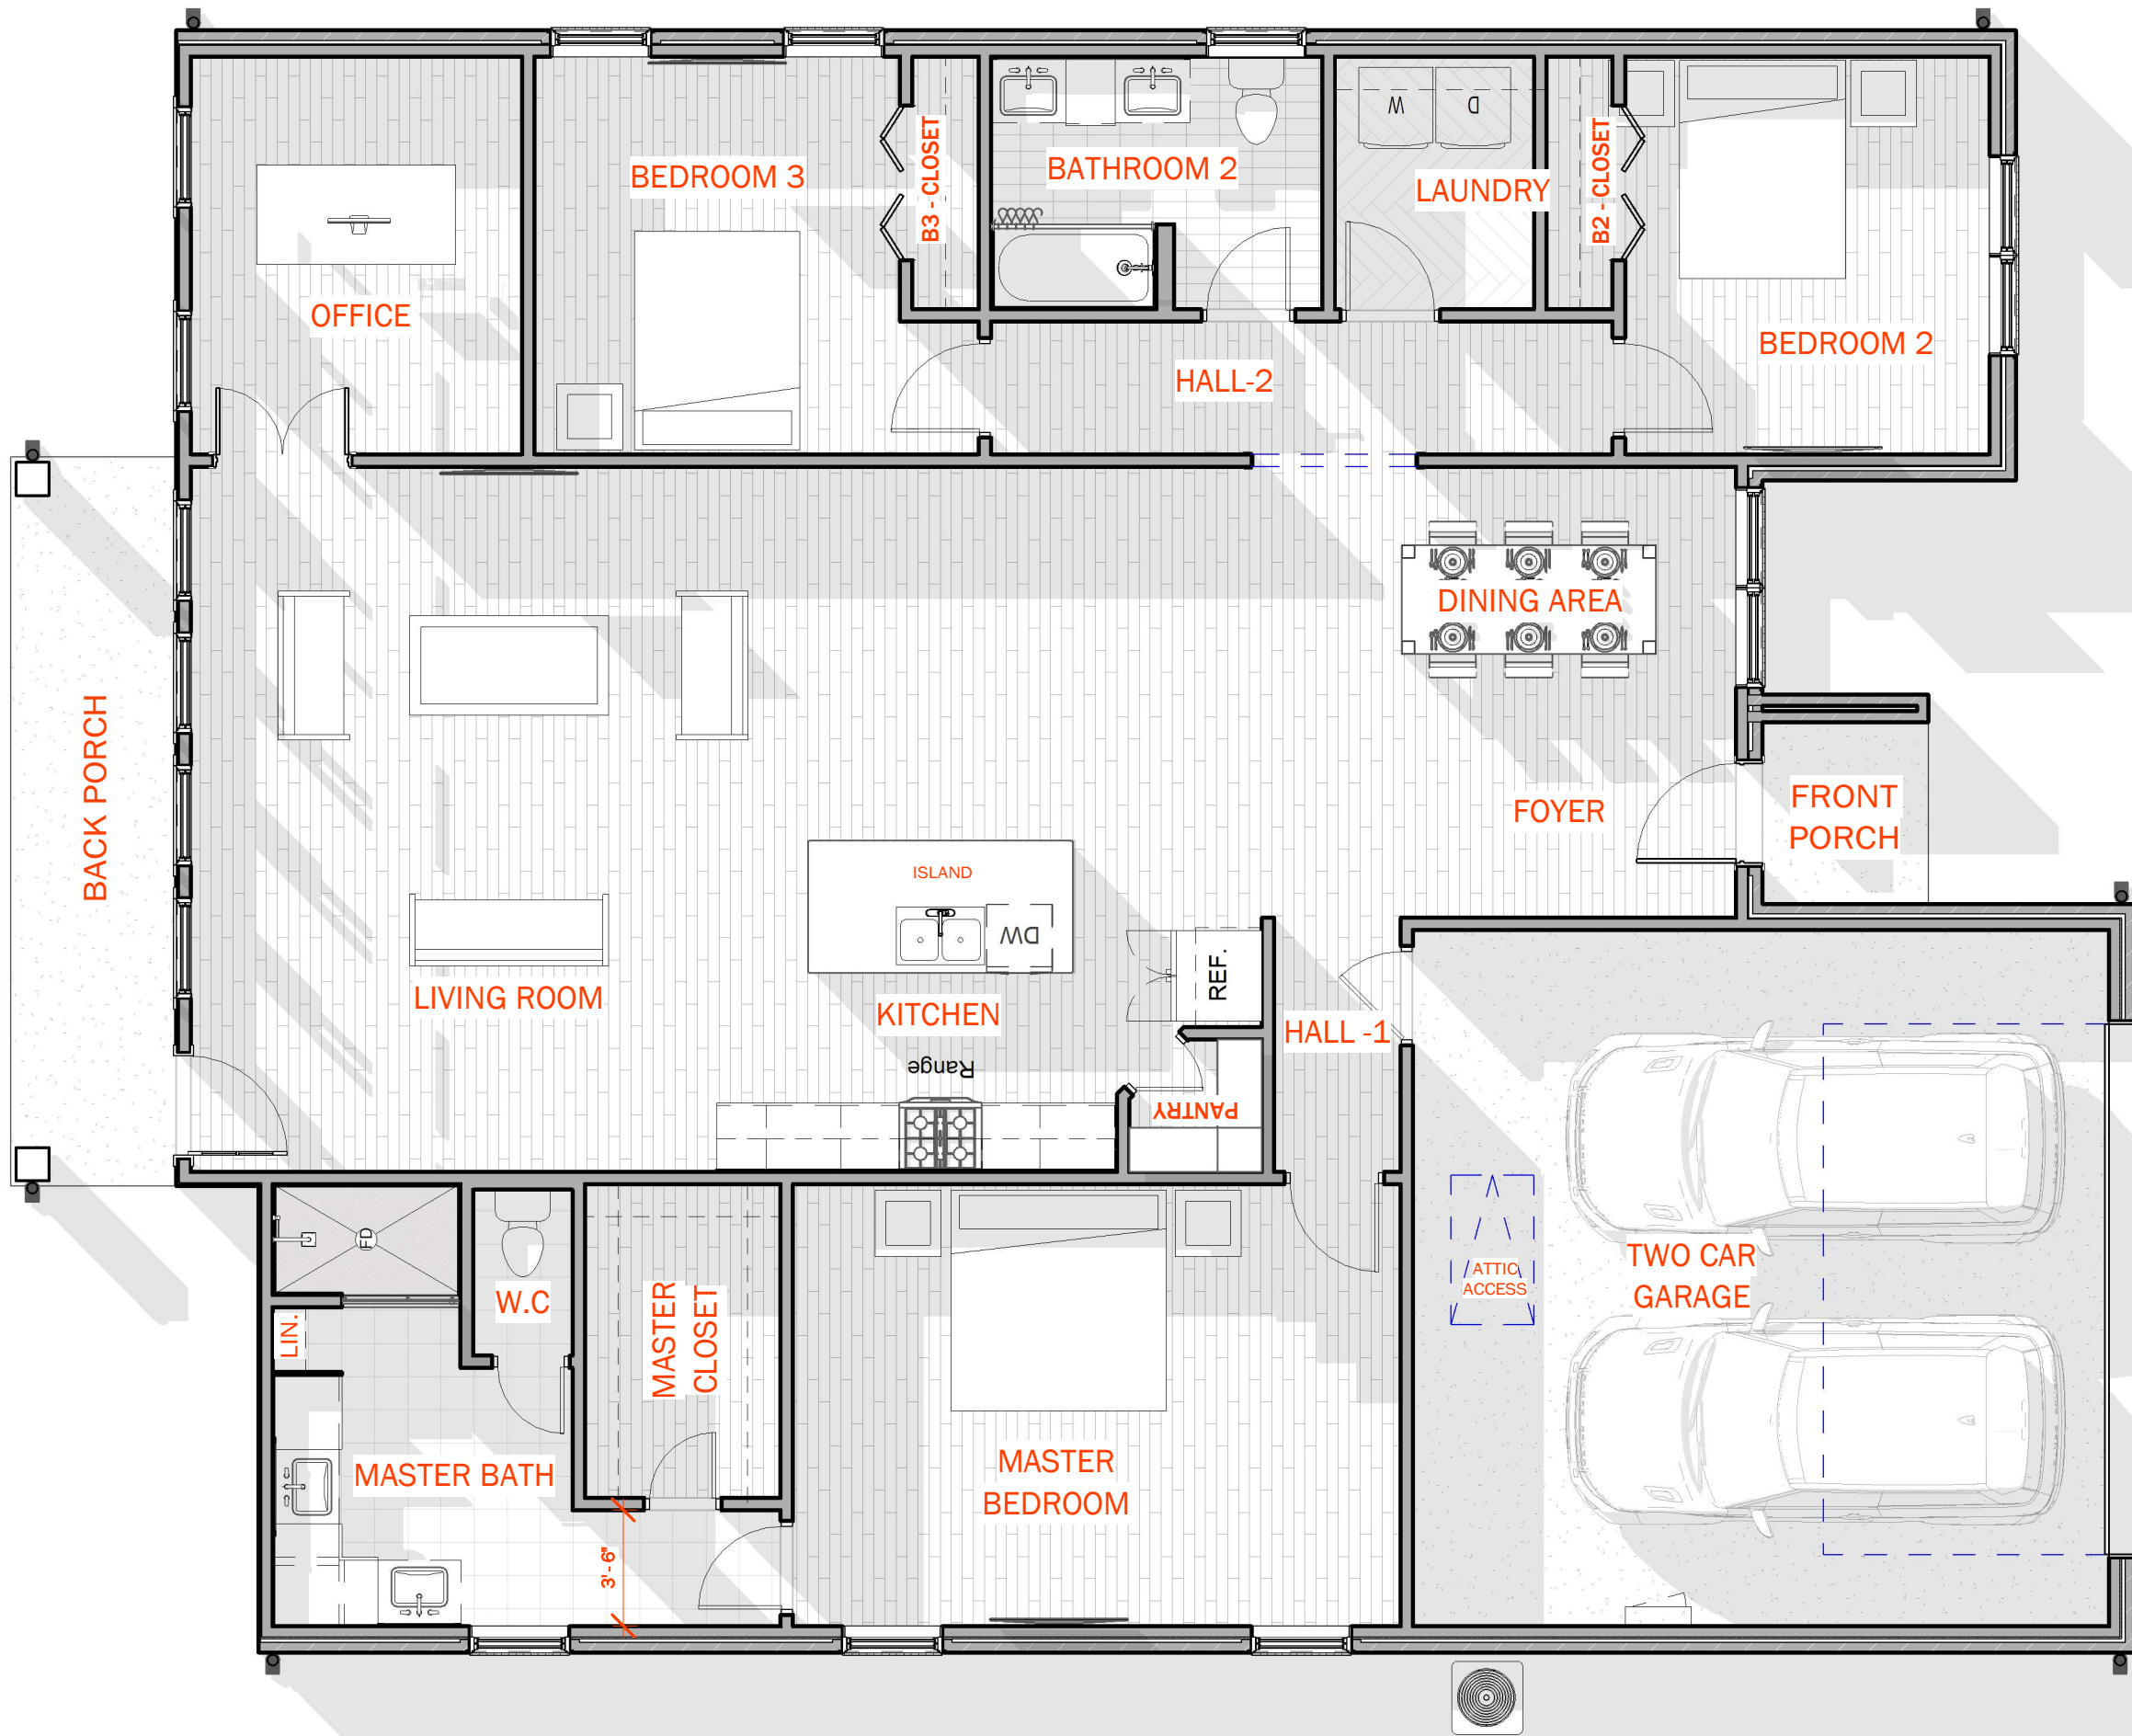 W
D
BEDROOM 3
B3 - CLOSET
BATHROOM 2
LAUNDRY
B2 - CLOSET
OFFICE
BEDROOM 2
HALL-2
DINING AREA
BACK PORCH
FOYER
FRONT
PORCH
ISLAND
DW
REF.
LIVING ROOM
KITCHEN
HALL -1
Range
PANTRY
FD
W.C
LIN.
MASTER
CLOSET
ATTIC
ACCESS
TWO CAR
GARAGE
MASTER BATH
MASTER
BEDROOM
3' - 6"